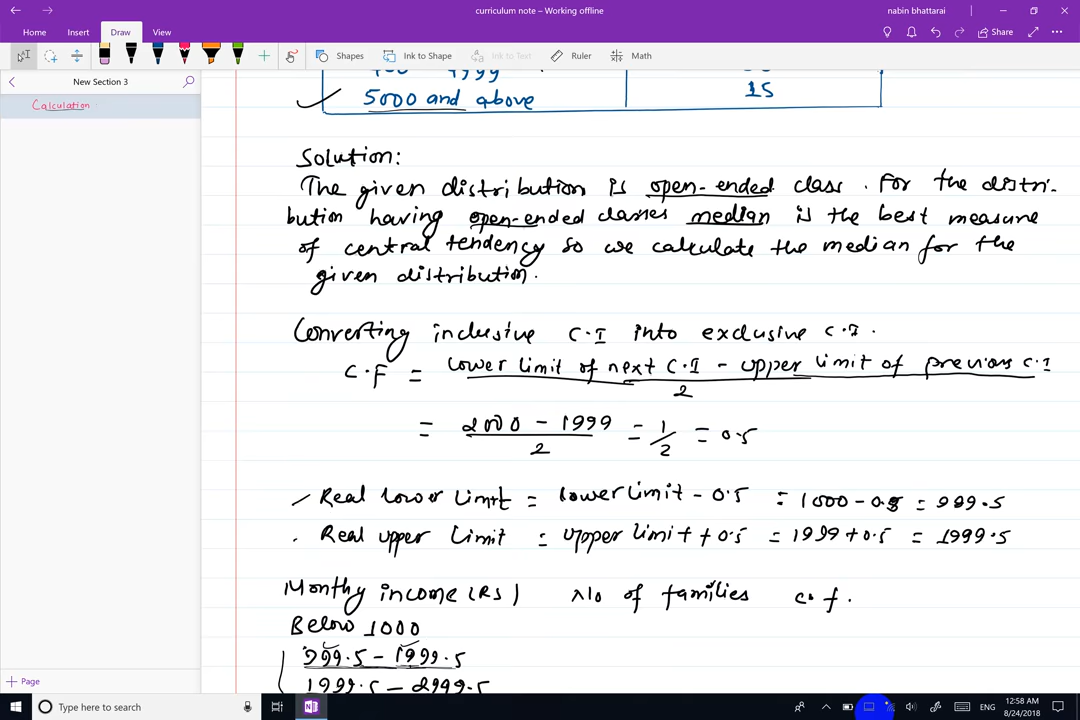 curriculum note – Working offline
nabin bhattarai
Home Insert Draw View
Share
Shapes Ink to Shape Ink to Text Ruler Math
New Section 3
Calculation
4999
5000 and above 15
Solution:
The given distribution is open-ended class. For the distri-
bution having open-ended classes median is the best measure
of central tendency so we calculate the median for the
given distribution.
Converting inclusive C.I into exclusive C.I.
C.F = lower limit of next C.I - upper limit of previous C.I
2
= 2000 - 1999 = 1/2 = 0.5
2
Real lower limit = lower limit - 0.5 = 1000 - 0.5 = 999.5
Real upper limit = upper limit + 0.5 = 1999 + 0.5 = 1999.5
Monthy income (RS) No of families c.f.
Below 1000
999.5 - 1999.5
1999.5 - 2999.5
+ Page
Type here to search
ENG
12:58 AM
8/24/2018